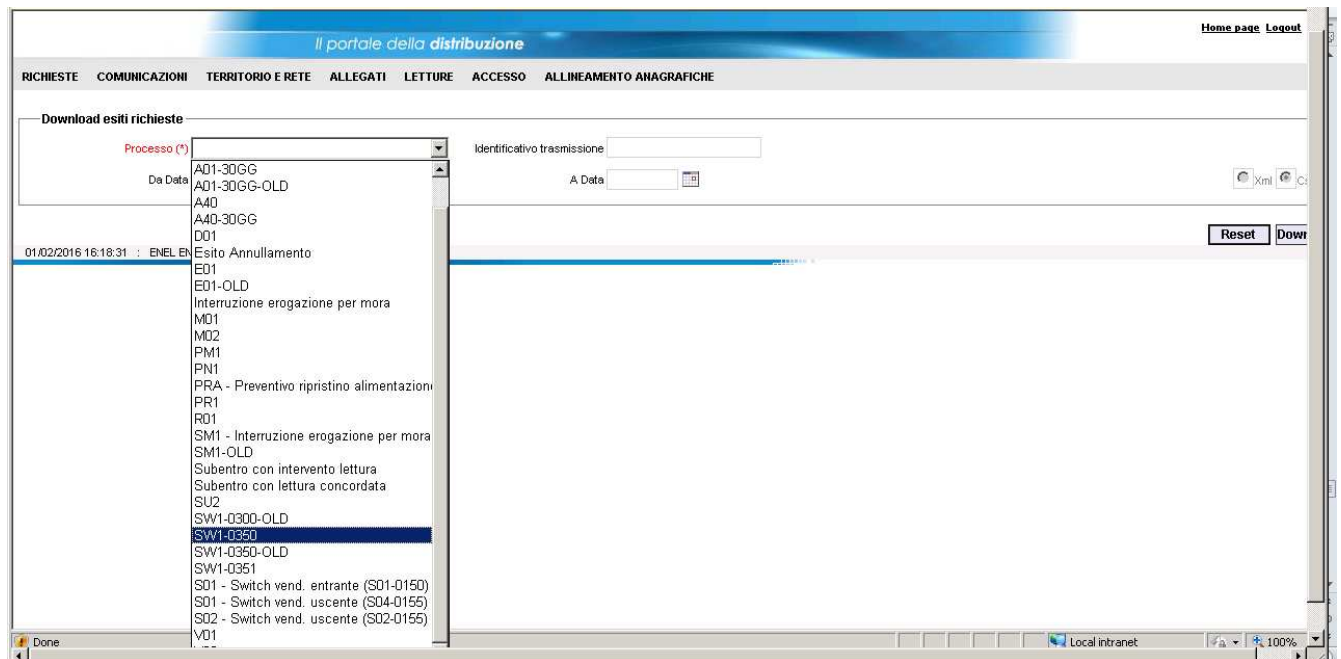 Home page Logout
Il portale della distribuzione
RICHIESTE COMUNICAZIONI TERRITORIO E RETE ALLEGATI LETTURE ACCESSO ALLINEAMENTO ANAGRAFICHE
Download esiti richieste
Processo (*)
Identificativo trasmissione
Da Data
A Data
Xml
Reset
01/02/2016 16:18:31 : ENEL
A01-30GG
A01-30GG-OLD
A40
A40-30GG
D01
Esito Annullamento
E01
E01-OLD
Interruzione erogazione per mora
M01
M02
PM1
PN1
PRA - Preventivo ripristino alimentazion
PR1
R01
SM1 - Interruzione erogazione per mora
SM1-OLD
Subentro con intervento lettura
Subentro con lettura concordata
SU2
SW1-0300-OLD
SW1-0350
SW1-0350-OLD
SW1-0351
S01 - Switch vend. entrante (S01-0150)
S01 - Switch vend. uscente (S04-0155)
S02 - Switch vend. uscente (S02-0155)
V01
Done
Local intranet
100%